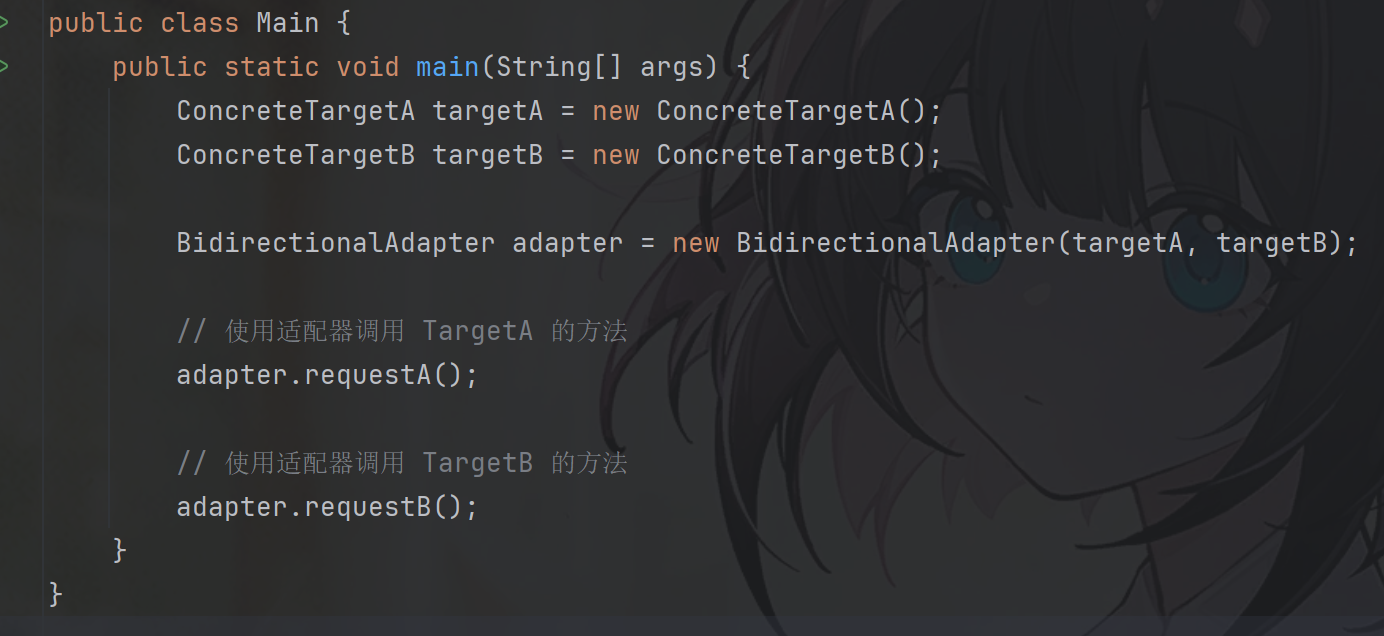 public class Main {
public static void main(String[] args) {
ConcreteTargetA targetA = new ConcreteTargetA();
ConcreteTargetB targetB = new ConcreteTargetB();
BidirectionalAdapter adapter = new BidirectionalAdapter(targetA, targetB);
// 使用适配器调用 TargetA 的方法
adapter.requestA();
// 使用适配器调用 TargetB 的方法
adapter.requestB();
}
}